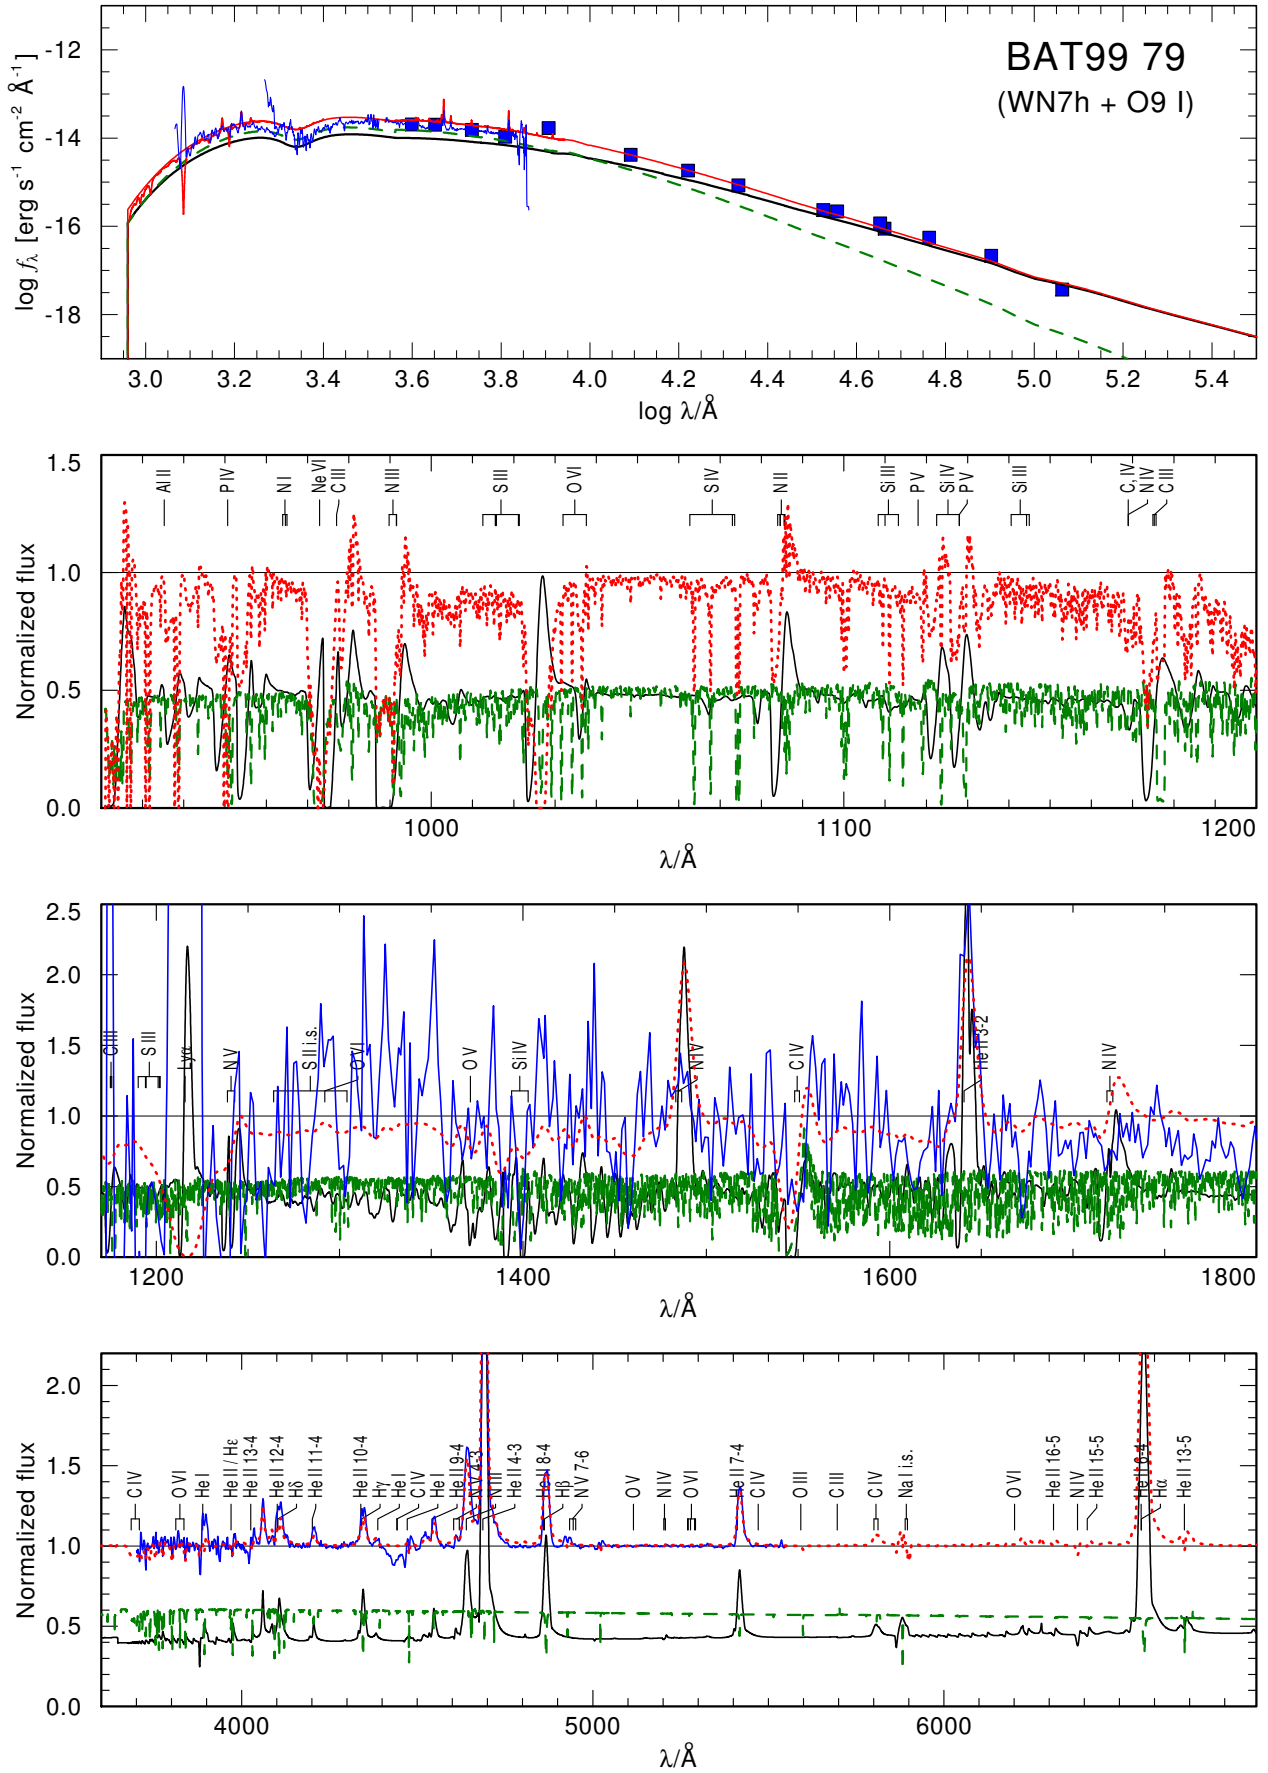 BAT99 79
(WN7h + O9 I)
log fλ [erg s-1 cm-2 Å-1]
-12
-14
-16
-18
3.0 3.2 3.4 3.6 3.8 4.0 4.2 4.4 4.6 4.8 5.0 5.2 5.4
log λ/Å
Normalized flux
1.5
1.0
0.5
0.0
Al II P IV N I Ne VI C III N III S III O VI S IV N II Si III P V Si IV P V Si III C, IV N IV C III
1000 1100 1200
λ/Å
Normalized flux
2.5
2.0
1.5
1.0
0.5
0.0
C III S III Lyα N V S II i.s. O VI O V Si IV N IV C IV He II 3-2 N IV
1200 1400 1600 1800
λ/Å
Normalized flux
2.0
1.5
1.0
0.5
0.0
C IV O VI He I He II / Hε He II 13-4 He II 12-4 Hδ He II 11-4 He II 10-4 Hγ He I C IV He I He II 9-4 N III He II 4-3 He II 8-4 Hβ N V 7-6 O V N IV O VI He II 7-4 C IV O III C III C IV Na I i.s. O VI He II 16-5 N IV He II 15-5 He II 6-4 Hα He II 13-5
4000 5000 6000
λ/Å